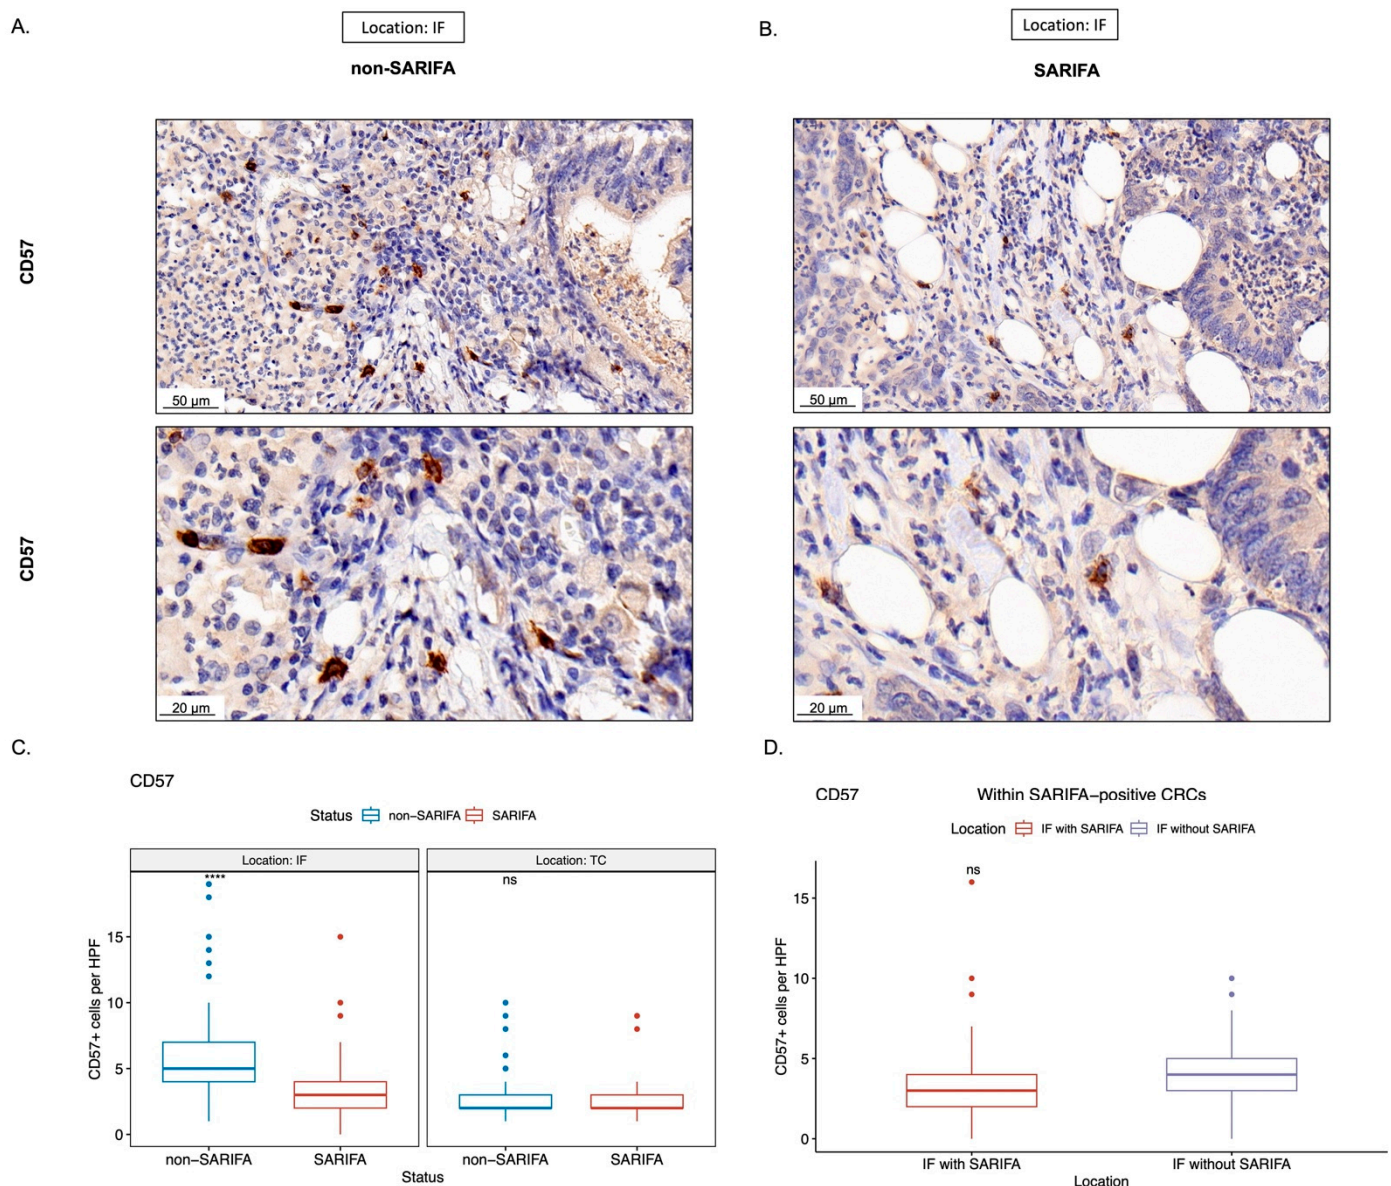 A.
Location: IF
non-SARIFA
B.
Location: IF
SARIFA
CD57
50 µm
50 µm
CD57
20 µm
20 µm
C.
CD57
Status non–SARIFA SARIFA
Location: IF
Location: TC
****
ns
CD57+ cells per HPF
15
10
5
0
non–SARIFA
SARIFA
non–SARIFA
SARIFA
Status
D.
CD57
Within SARIFA–positive CRCs
Location IF with SARIFA IF without SARIFA
ns
CD57+ cells per HPF
15
10
5
0
IF with SARIFA
IF without SARIFA
Location